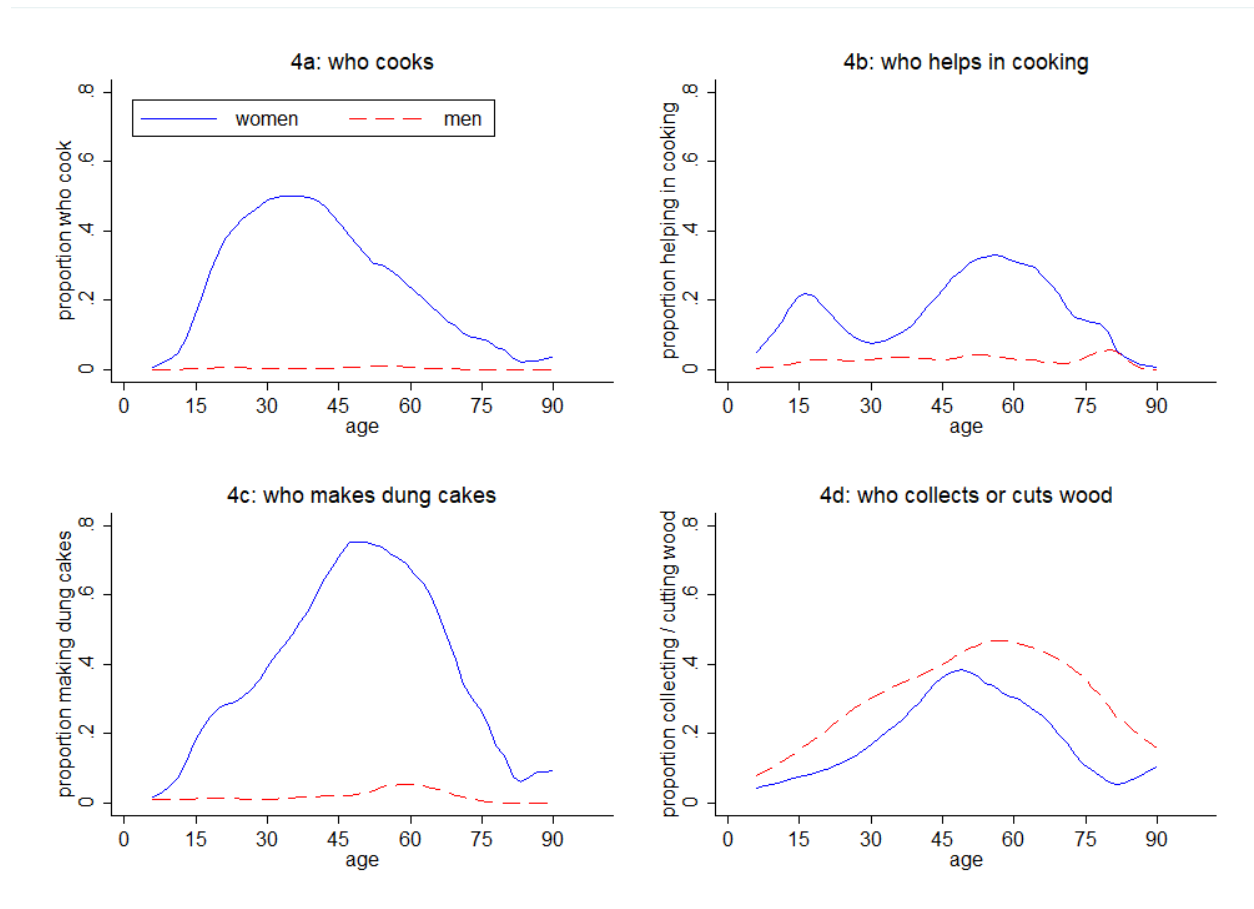 4a: who cooks
proportion who cook
0 .2 .4 .6 .8
women men
0 15 30 45 60 75 90
age
4b: who helps in cooking
proportion helping in cooking
0 .2 .4 .6 .8
0 15 30 45 60 75 90
age
4c: who makes dung cakes
proportion making dung cakes
0 .2 .4 .6 .8
0 15 30 45 60 75 90
age
4d: who collects or cuts wood
proportion collecting / cutting wood
0 .2 .4 .6 .8
0 15 30 45 60 75 90
age